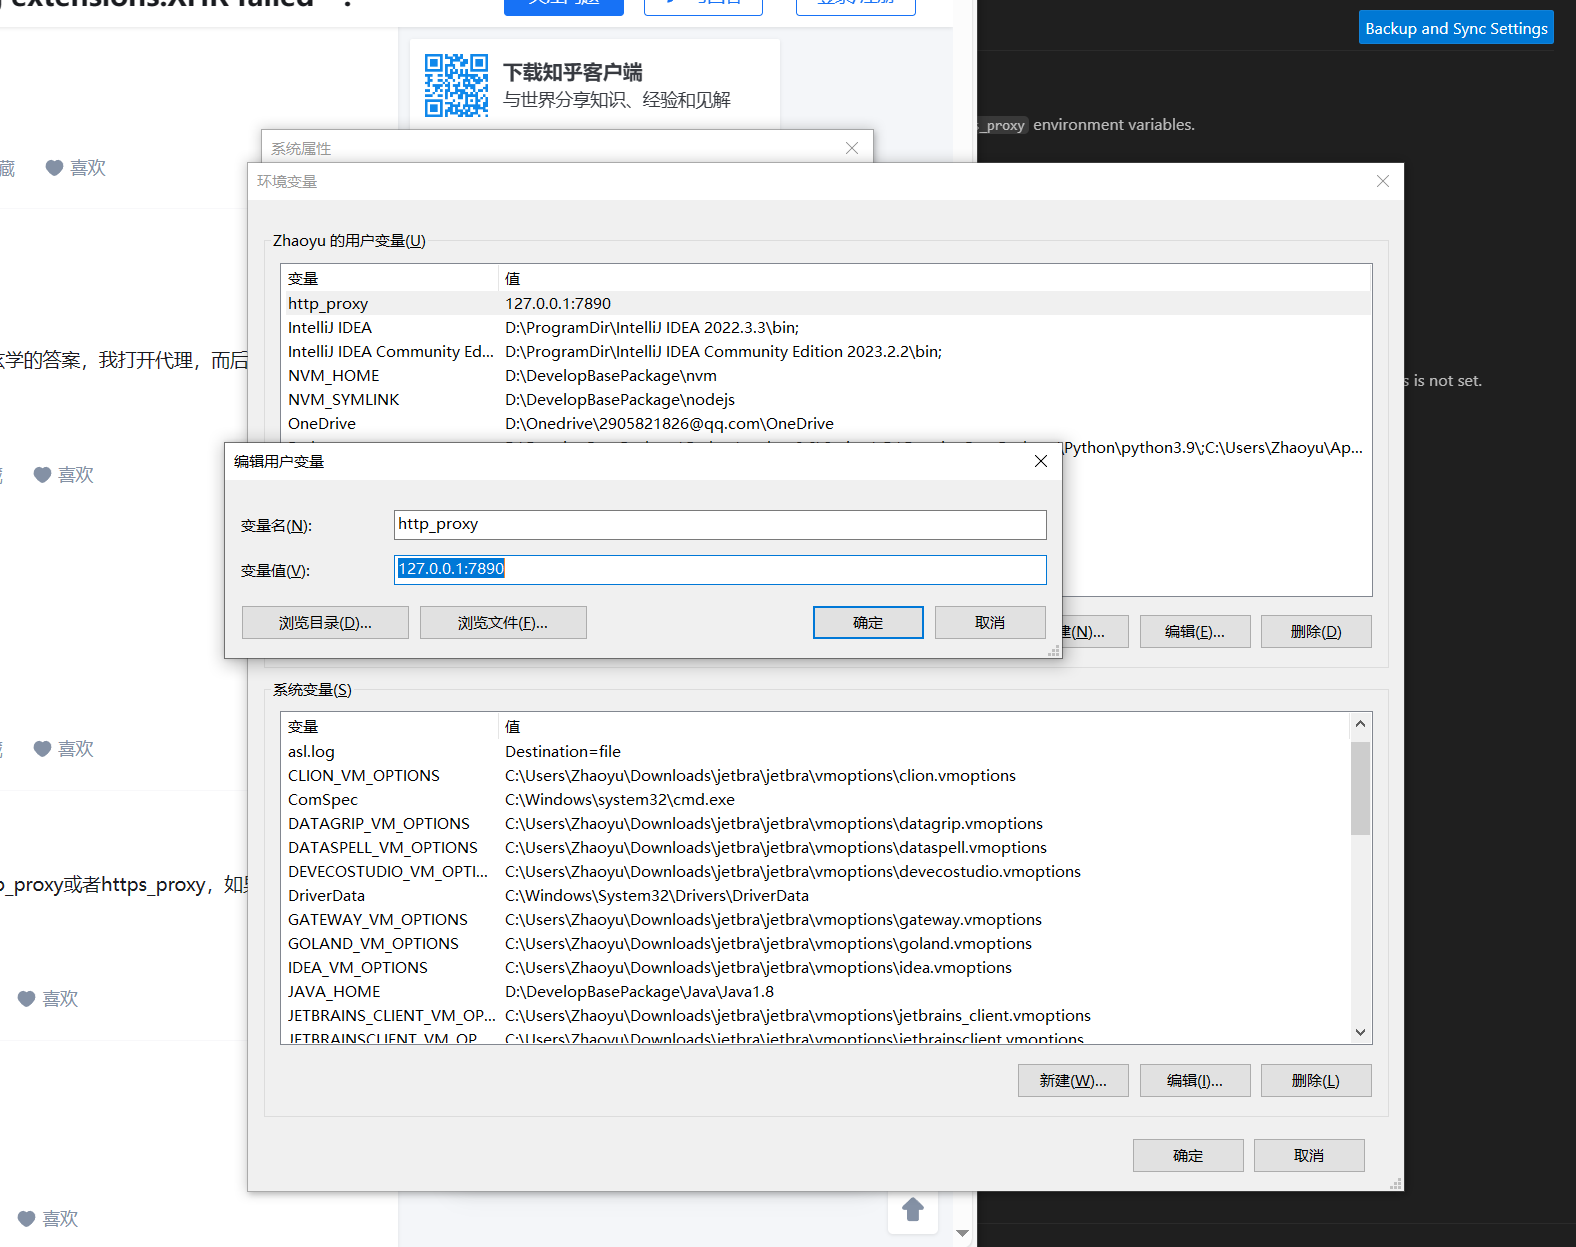 extensions.XHR failed
Backup and Sync Settings
下载知乎客户端
与世界分享知识、经验和见解
_proxy environment variables.
系统属性
藏 喜欢
环境变量
Zhaoyu 的用户变量(U)
变量 值
http_proxy 127.0.0.1:7890
IntelliJ IDEA D:\ProgramDir\IntelliJ IDEA 2022.3.3\bin;
IntelliJ IDEA Community Ed... D:\ProgramDir\IntelliJ IDEA Community Edition 2023.2.2\bin;
学的答案，我打开代理，而后
NVM_HOME D:\DevelopBasePackage\nvm
s is not set.
NVM_SYMLINK D:\DevelopBasePackage\nodejs
OneDrive D:\Onedrive\2905821826@qq.com\OneDrive
\Python\python3.9\;C:\Users\Zhaoyu\Ap...
编辑用户变量
喜欢
变量名(N): http_proxy
变量值(V): 127.0.0.1:7890
浏览目录(D)... 浏览文件(F)... 确定 取消
建(N)... 编辑(E)... 删除(D)
系统变量(S)
变量 值
asl.log Destination=file
喜欢
CLION_VM_OPTIONS C:\Users\Zhaoyu\Downloads\jetbra\jetbra\vmoptions\clion.vmoptions
ComSpec C:\Windows\system32\cmd.exe
DATAGRIP_VM_OPTIONS C:\Users\Zhaoyu\Downloads\jetbra\jetbra\vmoptions\datagrip.vmoptions
DATASPELL_VM_OPTIONS C:\Users\Zhaoyu\Downloads\jetbra\jetbra\vmoptions\dataspell.vmoptions
DEVECOSTUDIO_VM_OPTI... C:\Users\Zhaoyu\Downloads\jetbra\jetbra\vmoptions\devecostudio.vmoptions
p_proxy或者https_proxy，如
DriverData C:\Windows\System32\Drivers\DriverData
GATEWAY_VM_OPTIONS C:\Users\Zhaoyu\Downloads\jetbra\jetbra\vmoptions\gateway.vmoptions
GOLAND_VM_OPTIONS C:\Users\Zhaoyu\Downloads\jetbra\jetbra\vmoptions\goland.vmoptions
IDEA_VM_OPTIONS C:\Users\Zhaoyu\Downloads\jetbra\jetbra\vmoptions\idea.vmoptions
JAVA_HOME D:\DevelopBasePackage\Java\Java1.8
喜欢
JETBRAINS_CLIENT_VM_OP... C:\Users\Zhaoyu\Downloads\jetbra\jetbra\vmoptions\jetbrains_client.vmoptions
JETBRAINSCLIENT_VM_OP... C:\Users\Zhaoyu\Downloads\jetbra\jetbra\vmoptions\jetbrainsclient.vmoptions
新建(W)... 编辑(I)... 删除(L)
确定 取消
喜欢